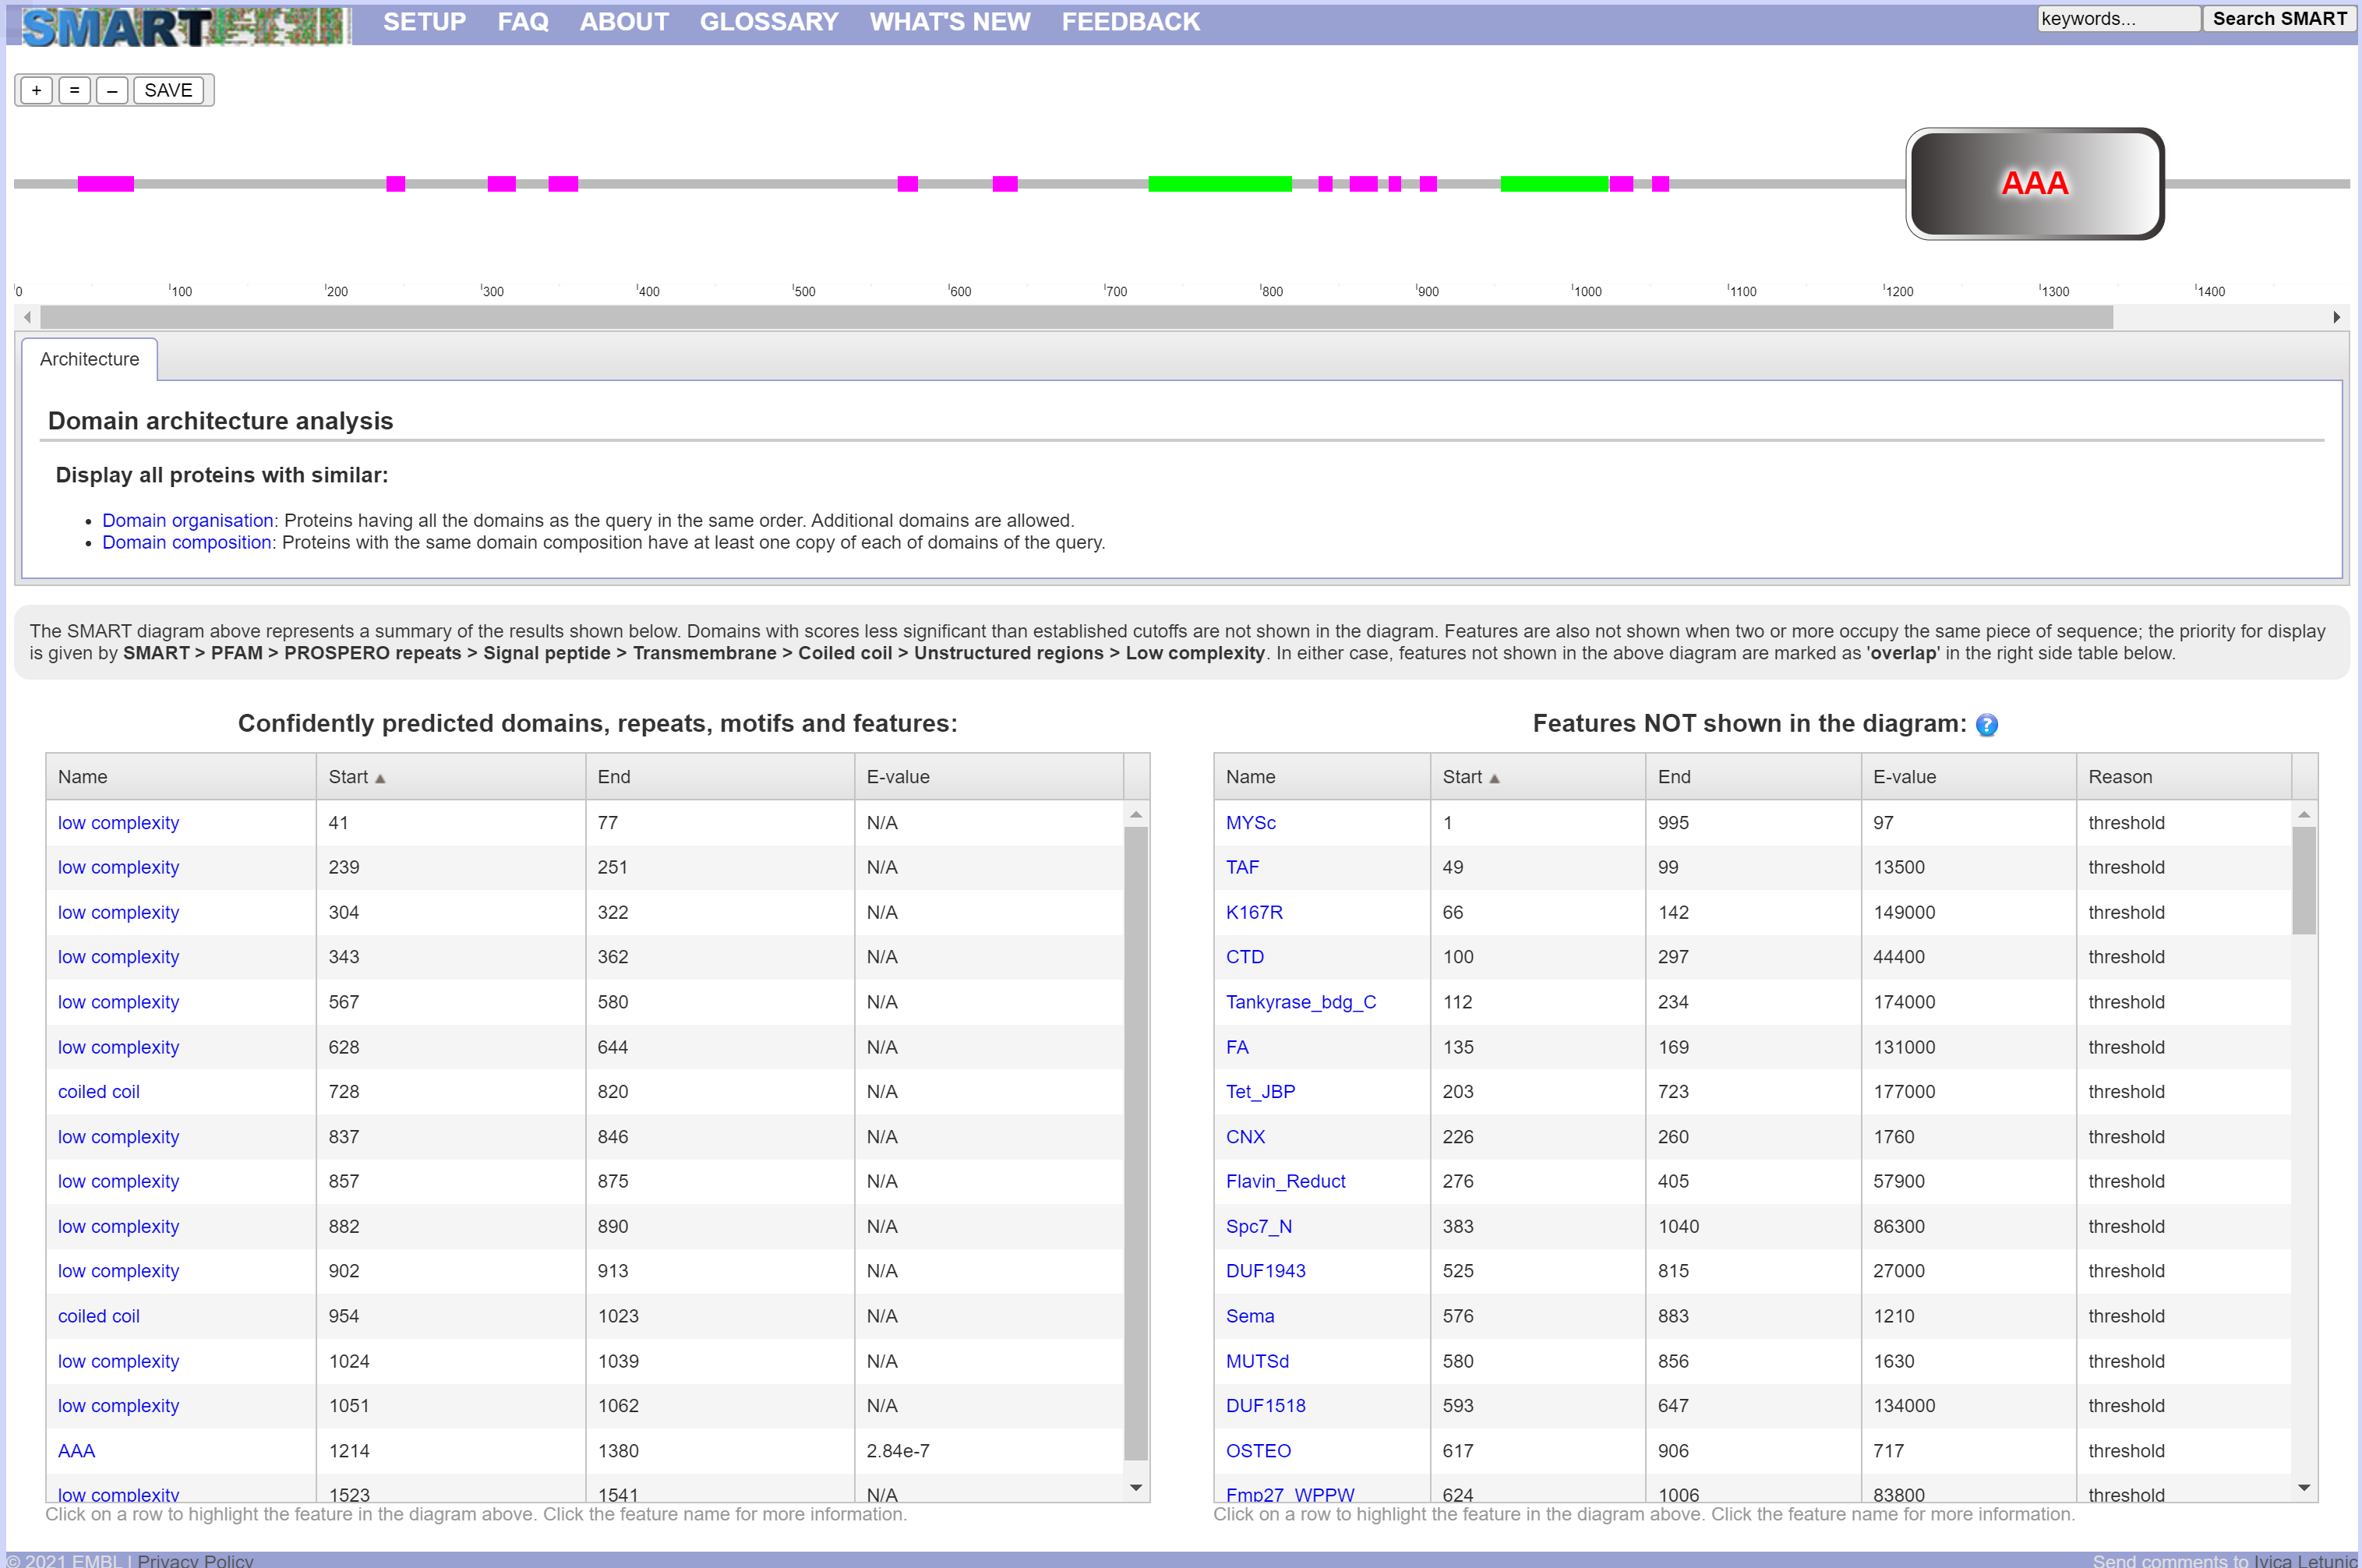 SMART SETUP FAQ ABOUT GLOSSARY WHAT'S NEW FEEDBACK keywords... Search SMART
+ = – SAVE
AAA
0 100 200 300 400 500 600 700 800 900 1000 1100 1200 1300 1400
Architecture
Domain architecture analysis
Display all proteins with similar:
• Domain organisation: Proteins having all the domains as the query in the same order. Additional domains are allowed.
• Domain composition: Proteins with the same domain composition have at least one copy of each of domains of the query.
The SMART diagram above represents a summary of the results shown below. Domains with scores less significant than established cutoffs are not shown in the diagram. Features are also not shown when two or more occupy the same piece of sequence; the priority for display
is given by SMART > PFAM > PROSPERO repeats > Signal peptide > Transmembrane > Coiled coil > Unstructured regions > Low complexity. In either case, features not shown in the above diagram are marked as 'overlap' in the right side table below.
Confidently predicted domains, repeats, motifs and features:
Name Start End E-value
low complexity 41 77 N/A
low complexity 239 251 N/A
low complexity 304 322 N/A
low complexity 343 362 N/A
low complexity 567 580 N/A
low complexity 628 644 N/A
coiled coil 728 820 N/A
low complexity 837 846 N/A
low complexity 857 875 N/A
low complexity 882 890 N/A
low complexity 902 913 N/A
coiled coil 954 1023 N/A
low complexity 1024 1039 N/A
low complexity 1051 1062 N/A
AAA 1214 1380 2.84e-7
low complexity 1523 1541 N/A
Click on a row to highlight the feature in the diagram above. Click the feature name for more information.
Features NOT shown in the diagram: ?
Name Start End E-value Reason
MYSc 1 995 97 threshold
TAF 49 99 13500 threshold
K167R 66 142 149000 threshold
CTD 100 297 44400 threshold
Tankyrase_bdg_C 112 234 174000 threshold
FA 135 169 131000 threshold
Tet_JBP 203 723 177000 threshold
CNX 226 260 1760 threshold
Flavin_Reduct 276 405 57900 threshold
Spc7_N 383 1040 86300 threshold
DUF1943 525 815 27000 threshold
Sema 576 883 1210 threshold
MUTSd 580 856 1630 threshold
DUF1518 593 647 134000 threshold
OSTEO 617 906 717 threshold
Fmp27_WPPW 624 1006 83800 threshold
Click on a row to highlight the feature in the diagram above. Click the feature name for more information.
© 2021 EMBL | Privacy Policy Send comments to Ivica Letunic